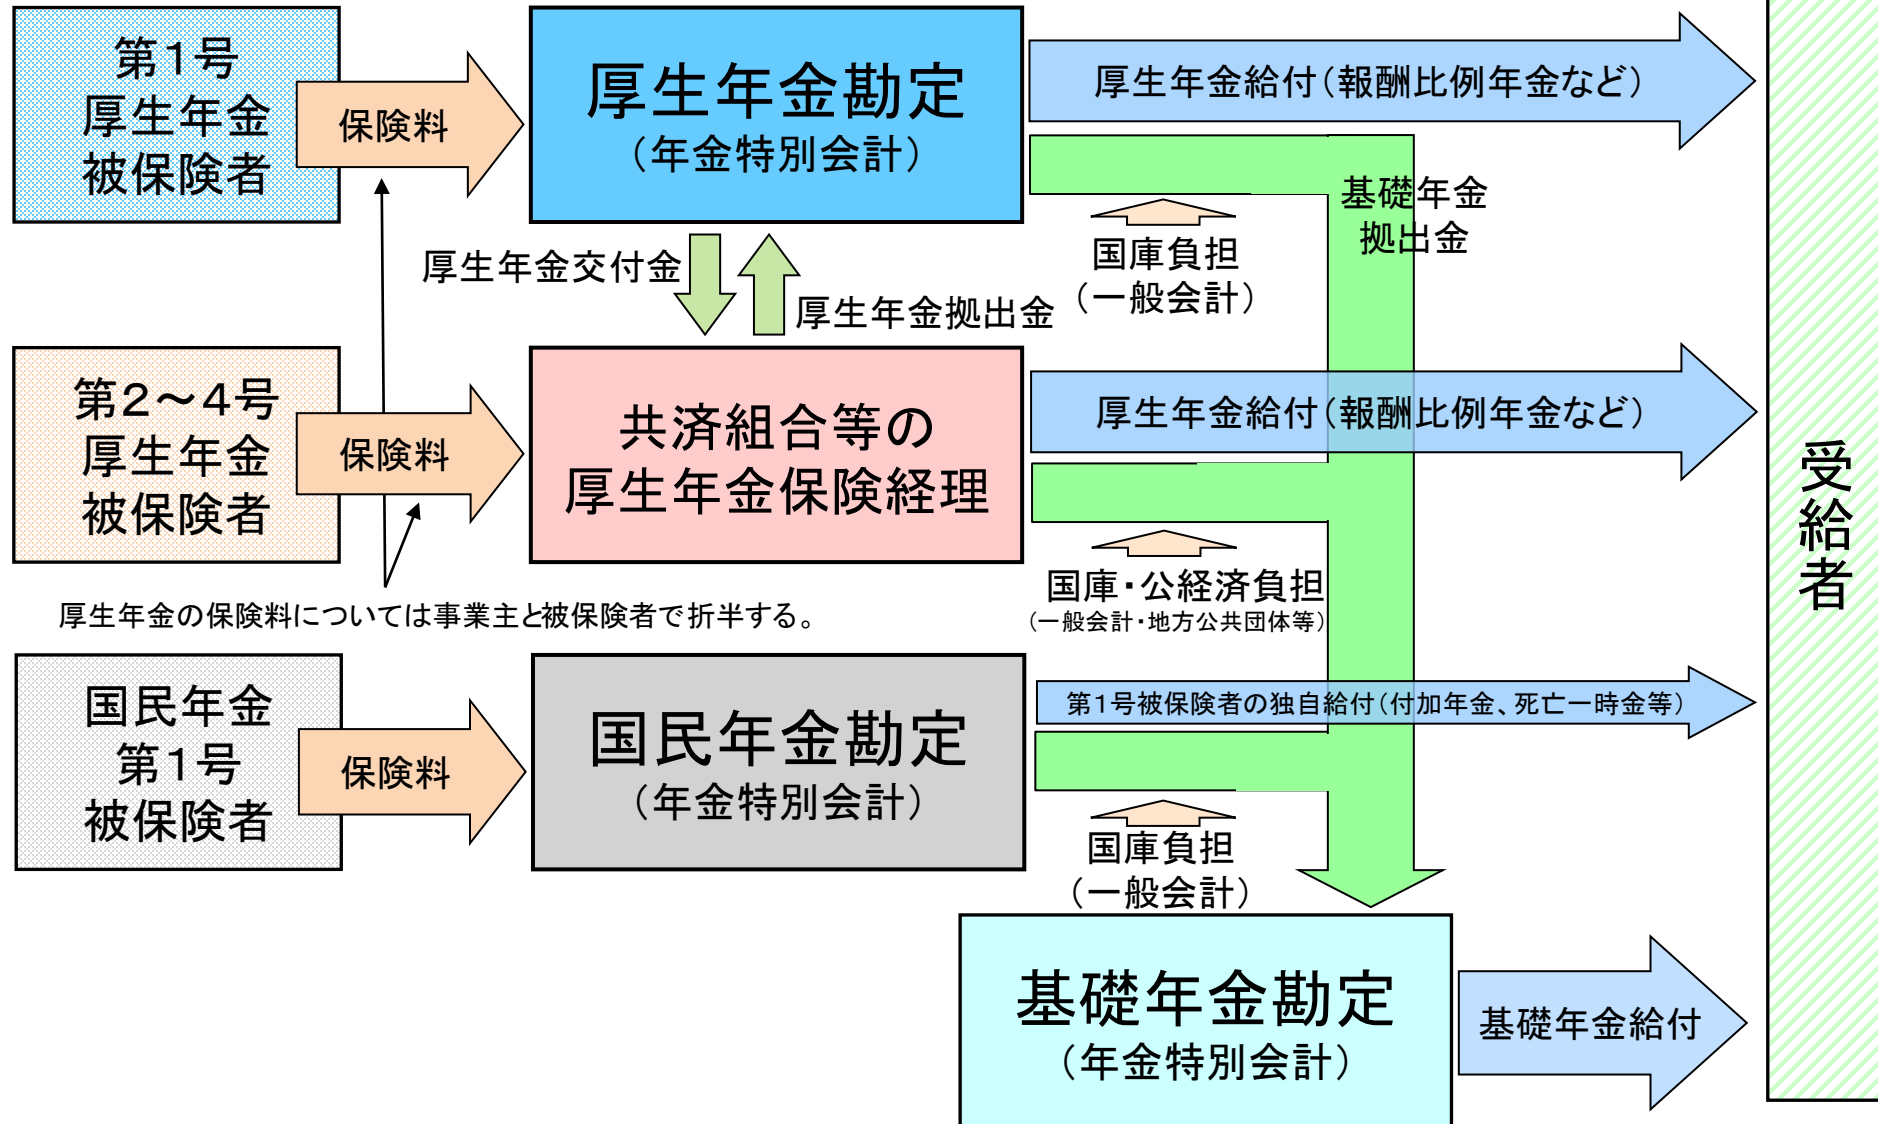 第1号
厚生年金
被保険者
保険料
厚生年金勘定
（年金特別会計）
厚生年金給付（報酬比例年金など）
基礎年金
拠出金
国庫負担
（一般会計）
厚生年金交付金
厚生年金拠出金
第2～4号
厚生年金
被保険者
保険料
共済組合等の
厚生年金保険経理
厚生年金給付（報酬比例年金など）
国庫・公経済負担
（一般会計・地方公共団体等）
厚生年金の保険料については事業主と被保険者で折半する。
国民年金
第1号
被保険者
保険料
国民年金勘定
（年金特別会計）
第1号被保険者の独自給付（付加年金、死亡一時金等）
国庫負担
（一般会計）
基礎年金勘定
（年金特別会計）
基礎年金給付
受給者